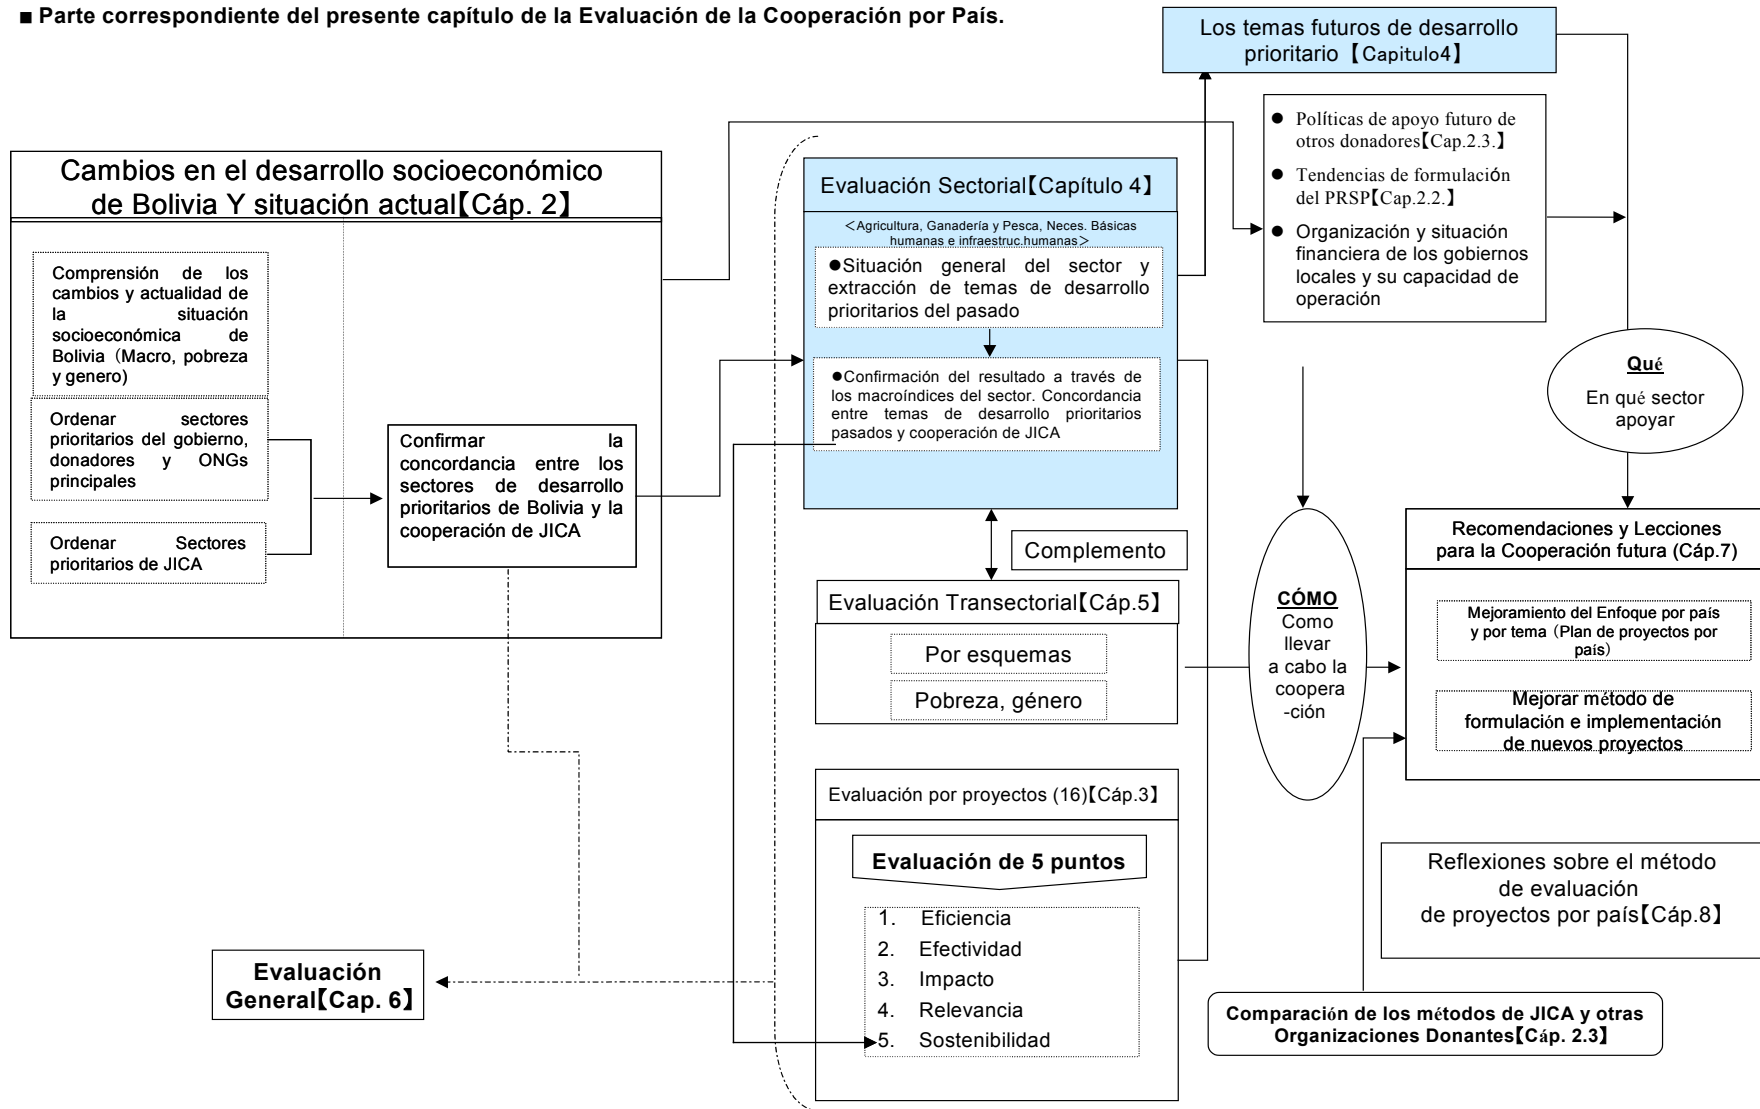 ■ Parte correspondiente del presente capítulo de la Evaluación de la Cooperación por País.
Los temas futuros de desarrollo
prioritario【Capitulo4】
● Políticas de apoyo futuro de
otros donadores【Cap.2.3.】
● Tendencias de formulación
del PRSP【Cap.2.2.】
● Organización y situación
financiera de los gobiernos
locales y su capacidad de
operación
Cambios en el desarrollo socioeconómico
de Bolivia Y situación actual【Cáp. 2】
Comprensión de los
cambios y actualidad de
la situación
socioeconómica de
Bolivia (Macro, pobreza
y genero)
Ordenar sectores
prioritarios del gobierno,
donadores y ONGs
principales
Ordenar Sectores
prioritarios de JICA
Confirmar la
concordancia entre los
sectores de desarrollo
prioritarios de Bolivia y la
cooperación de JICA
Evaluación Sectorial【Capítulo 4】
＜Agricultura, Ganadería y Pesca, Neces. Básicas
humanas e infraestruc.humanas＞
●Situación general del sector y
extracción de temas de desarrollo
prioritarios del pasado
●Confirmación del resultado a través de
los macroíndices del sector. Concordancia
entre temas de desarrollo prioritarios
pasados y cooperación de JICA
Complemento
Evaluación Transectorial【Cáp.5】
Por esquemas
Pobreza, género
Evaluación por proyectos (16)【Cáp.3】
Evaluación de 5 puntos
1. Eficiencia
2. Efectividad
3. Impacto
4. Relevancia
5. Sostenibilidad
Evaluación
General【Cap. 6】
CÓMO
Como
llevar
a cabo la
coopera
-ción
Qué
En qué sector
apoyar
Recomendaciones y Lecciones
para la Cooperación futura (Cáp.7)
Mejoramiento del Enfoque por país
y por tema (Plan de proyectos por
país)
Mejorar método de
formulación e implementación
de nuevos proyectos
Reflexiones sobre el método
de evaluación
de proyectos por país【Cáp.8】
Comparación de los métodos de JICA y otras
Organizaciones Donantes【Cáp. 2.3】